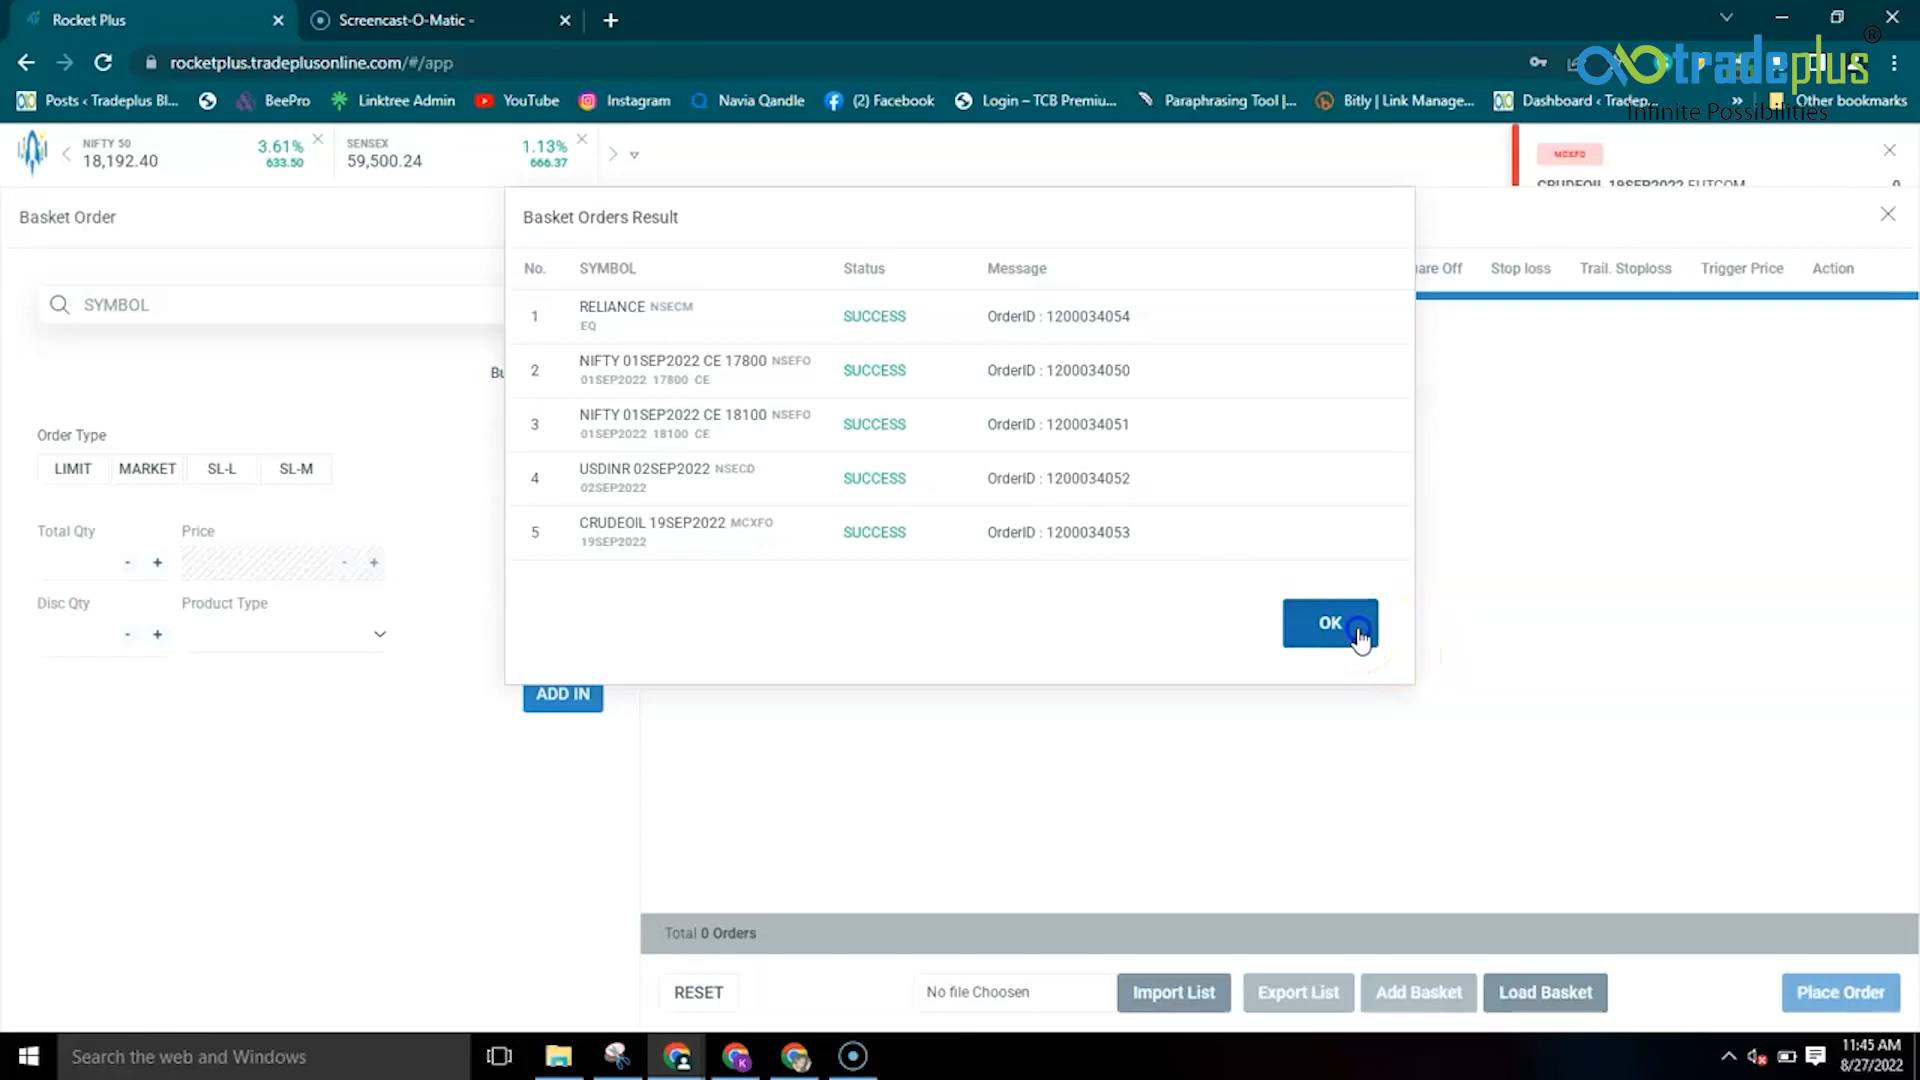 Rocket Plus
Screencast-O-Matic -
rocketplus.tradeplusonline.com/#/app
tradeplus ®
Infinite Possibilities
Posts ‹ Tradeplus Bl...
BeePro
Linktree Admin
YouTube
Instagram
Navia Qandle
(2) Facebook
Login – TCB Premiu...
Paraphrasing Tool |...
Bitly | Link Manage...
Dashboard ‹ Tradep...
»
Other bookmarks
NIFTY 50
18,192.40
3.61%
633.50
SENSEX
59,500.24
1.13%
666.37
MCXFO
CRUDEOIL 19SEP2022 FUTCOM
Basket Order
Basket Orders Result
No. SYMBOL Status Message
are Off Stop loss Trail. Stoploss Trigger Price Action
SYMBOL
1 RELIANCE NSECM SUCCESS OrderID : 1200034054
EQ
2 NIFTY 01SEP2022 CE 17800 NSEFO SUCCESS OrderID : 1200034050
01SEP2022 17800 CE
3 NIFTY 01SEP2022 CE 18100 NSEFO SUCCESS OrderID : 1200034051
01SEP2022 18100 CE
4 USDINR 02SEP2022 NSECD SUCCESS OrderID : 1200034052
02SEP2022
5 CRUDEOIL 19SEP2022 MCXFO SUCCESS OrderID : 1200034053
19SEP2022
OK
Bu
Order Type
LIMIT MARKET SL-L SL-M
Total Qty Price
- + - +
Disc Qty Product Type
- +
ADD IN
Total 0 Orders
RESET
No file Choosen
Import List
Export List
Add Basket
Load Basket
Place Order
Search the web and Windows
K
11:45 AM
8/27/2022